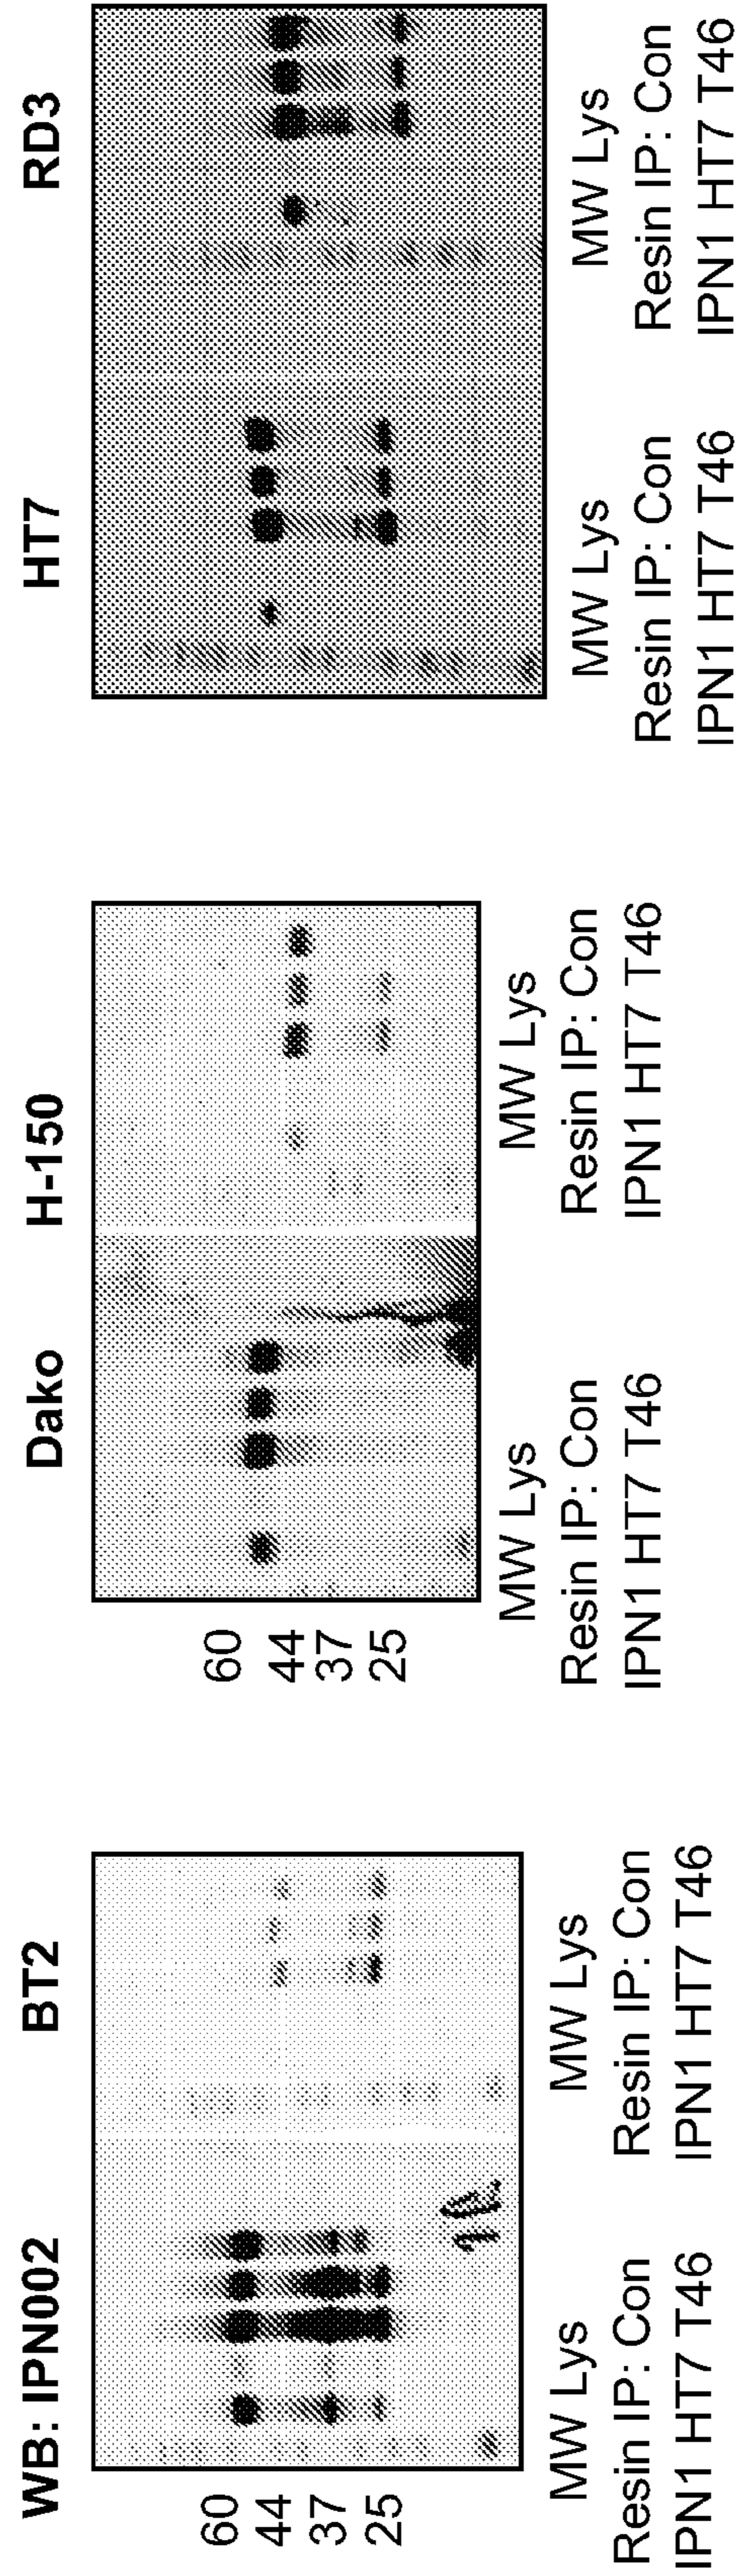 WB: IPN002 BT2
60
44
37
25
MW Lys
Resin IP: Con
IPN1 HT7 T46
MW Lys
Resin IP: Con
IPN1 HT7 T46
Dako H-150
60
44
37
25
MW Lys
Resin IP: Con
IPN1 HT7 T46
MW Lys
Resin IP: Con
IPN1 HT7 T46
HT7 RD3
MW Lys
Resin IP: Con
IPN1 HT7 T46
MW Lys
Resin IP: Con
IPN1 HT7 T46